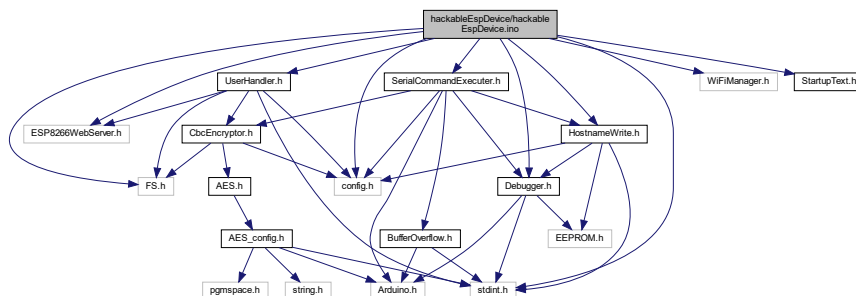 hackableEspDevice/hackable
EspDevice.ino
UserHandler.h
SerialCommandExecuter.h
WiFiManager.h
StartupText.h
ESP8266WebServer.h
CbcEncryptor.h
HostnameWrite.h
FS.h
AES.h
config.h
Debugger.h
AES_config.h
BufferOverflow.h
EEPROM.h
pgmspace.h
string.h
Arduino.h
stdint.h